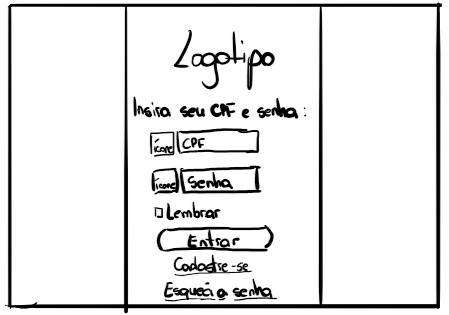 Logotipo
Insira seu CPF e senha:
ícone CPF
ícone Senha
Lembrar
Entrar
Cadastre-se
Esqueci a senha